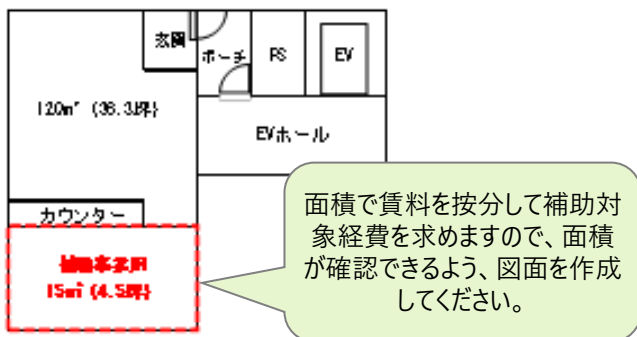 玄関
ポーチ
PS
EV
120㎡ (36.3坪)
EVホール
カウンター
補助事業用
15㎡ (4.5坪)
面積で賃料を按分して補助対
象経費を求めますので、面積
が確認できるよう、図面を作成
してください。